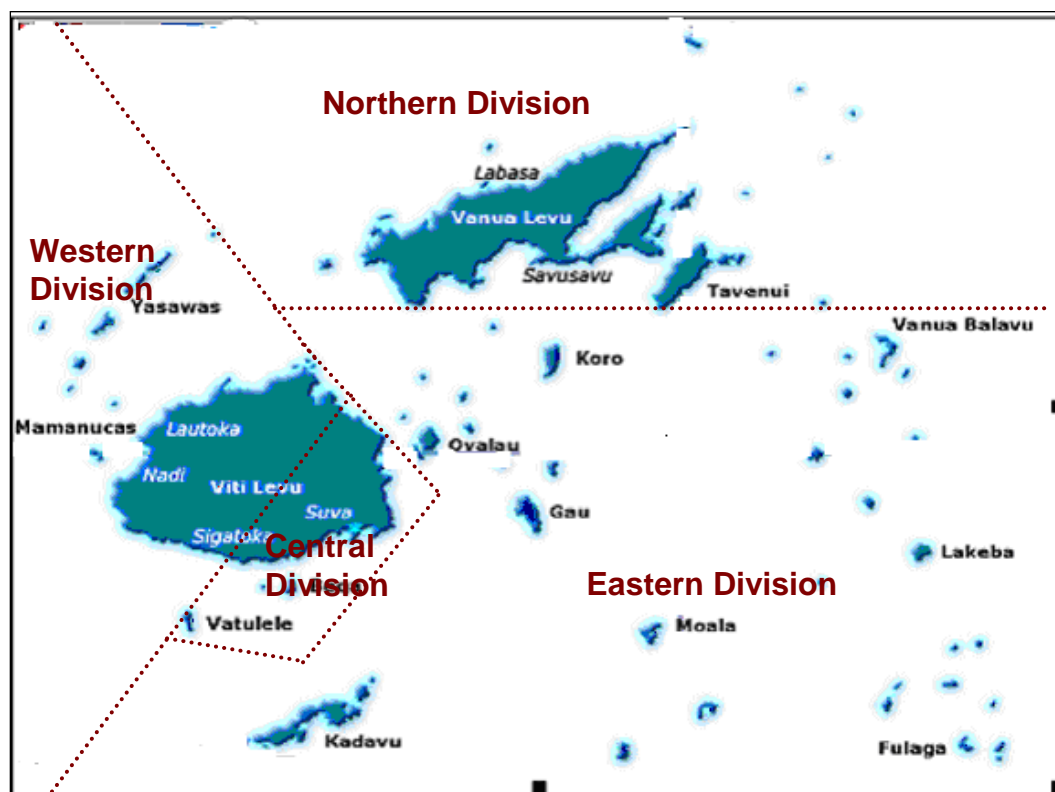 Northern Division
Labasa
Vanua Levu
Western
Division
Savusavu
Tavenui
Yasawas
Vanua Balavu
Koro
Mamanucas
Lautoka
Ovalau
Nadi
Viti Levu
Suva
Gau
Sigatoka
Central
Division
Lakeba
Eastern Division
Vatulele
Moala
Kadavu
Fulaga